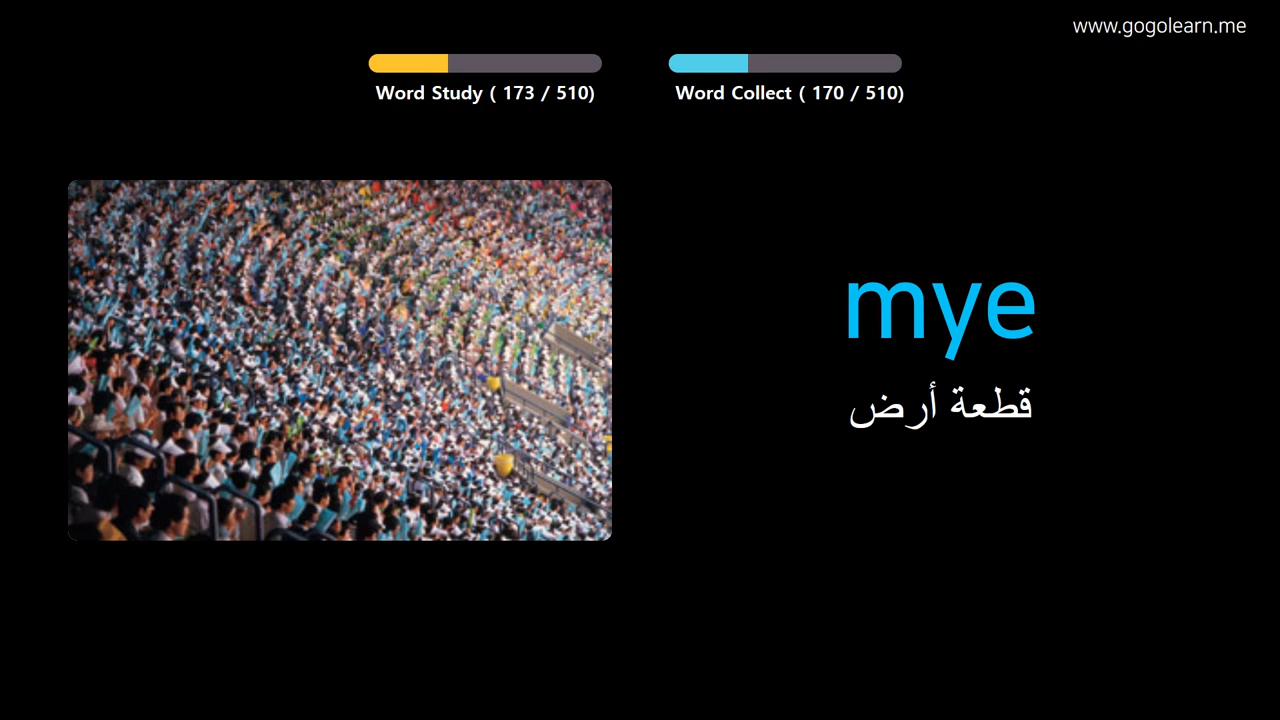 www.gogolearn.me
Word Study ( 173 / 510)
Word Collect ( 170 / 510)
mye
قطعة أرض